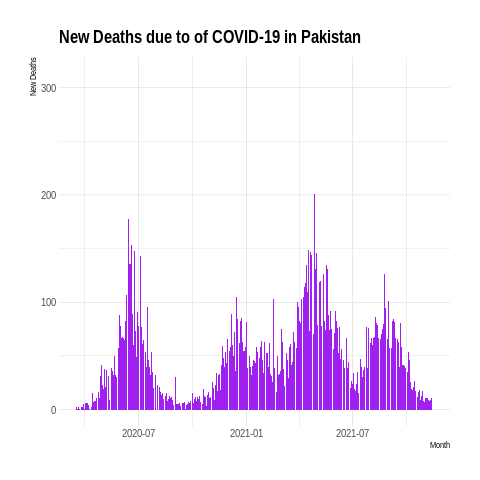 New Deaths due to of COVID-19 in Pakistan
New Deaths
300
200
100
0
2020-07 2021-01 2021-07
Month